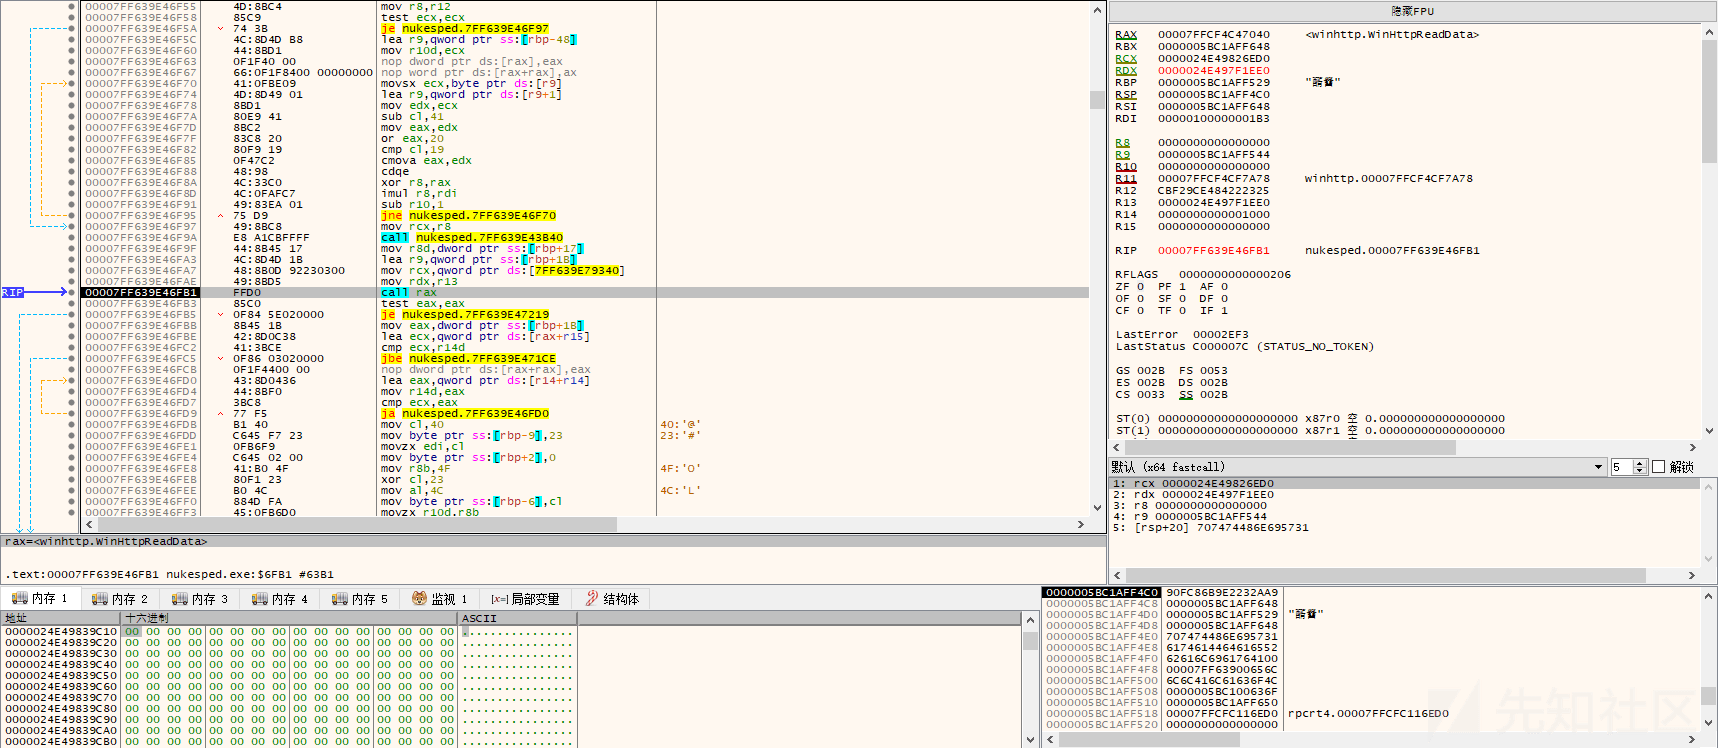 00007FF639E46F55 4D:8BC4 mov r8,r12
00007FF639E46F58 85C9 test ecx,ecx
00007FF639E46F5A 74 3B je nukesped.7FF639E46F97
00007FF639E46F5C 4C:8D4D B8 lea r9,qword ptr ss:[rbp-48]
00007FF639E46F60 44:8BD1 mov r10d,ecx
00007FF639E46F63 0F1F40 00 nop dword ptr ds:[rax],eax
00007FF639E46F67 66:0F1F8400 00000000 nop word ptr ds:[rax+rax],ax
00007FF639E46F70 41:0FBE09 movsx ecx,byte ptr ds:[r9]
00007FF639E46F74 4D:8D49 01 lea r9,qword ptr ds:[r9+1]
00007FF639E46F78 8BD1 mov edx,ecx
00007FF639E46F7A 80E9 41 sub cl,41
00007FF639E46F7D 8BC2 mov eax,edx
00007FF639E46F7F 83C8 20 or eax,20
00007FF639E46F82 80F9 19 cmp cl,19
00007FF639E46F85 0F47C2 cmova eax,edx
00007FF639E46F88 48:98 cdqe
00007FF639E46F8A 4C:33C0 xor r8,rax
00007FF639E46F8D 4C:0FAFC7 imul r8,rdi
00007FF639E46F91 49:83EA 01 sub r10,1
00007FF639E46F95 75 D9 jne nukesped.7FF639E46F70
00007FF639E46F97 49:8BC8 mov rcx,r8
00007FF639E46F9A E8 A1CBFFFF call nukesped.7FF639E43B40
00007FF639E46F9F 44:8B45 17 mov r8d,dword ptr ss:[rbp+17]
00007FF639E46FA3 4C:8D4D 1B lea r9,qword ptr ss:[rbp+1B]
00007FF639E46FA7 48:8B0D 92230300 mov rcx,qword ptr ds:[7FF639E79340]
00007FF639E46FAE 49:8BD5 mov rdx,r13
RIP 00007FF639E46FB1 FFD0 call rax
00007FF639E46FB3 85C0 test eax,eax
00007FF639E46FB5 0F84 5E020000 je nukesped.7FF639E47219
00007FF639E46FBB 8B45 1B mov eax,dword ptr ss:[rbp+1B]
00007FF639E46FBE 42:8D0C38 lea ecx,qword ptr ds:[rax+r15]
00007FF639E46FC2 41:3BCE cmp ecx,r14d
00007FF639E46FC5 0F86 03020000 jbe nukesped.7FF639E471CE
00007FF639E46FCB 0F1F4400 00 nop dword ptr ds:[rax+rax],eax
00007FF639E46FD0 43:8D0436 lea eax,qword ptr ds:[r14+r14]
00007FF639E46FD4 44:8BF0 mov r14d,eax
00007FF639E46FD7 3BC8 cmp ecx,eax
00007FF639E46FD9 77 F5 ja nukesped.7FF639E46FD0
00007FF639E46FDB B1 40 mov cl,40 40:'@'
00007FF639E46FDD C645 F7 23 mov byte ptr ss:[rbp-9],23 23:'#'
00007FF639E46FE1 0FB6F9 movzx edi,cl
00007FF639E46FE4 C645 02 00 mov byte ptr ss:[rbp+2],0
00007FF639E46FE8 41:B0 4F mov r8b,4F 4F:'O'
00007FF639E46FEB 80F1 23 xor cl,23
00007FF639E46FEE B0 4C mov al,4C 4C:'L'
00007FF639E46FF0 884D FA mov byte ptr ss:[rbp-6],cl
00007FF639E46FF3 45:0FB6D0 movzx r10d,r8b
rax=<winhttp.WinHttpReadData>
.text:00007FF639E46FB1 nukesped.exe:$6FB1 #63B1
隐藏FPU
RAX 00007FFCF4C47040 <winhttp.WinHttpReadData>
RBX 0000005BC1AFF648
RCX 0000024E49826ED0
RDX 0000024E497F1EE0
RBP 0000005BC1AFF529
RSP 0000005BC1AFF4C0
RSI 0000005BC1AFF648
RDI 00000100000001B3
R8 0000000000000000
R9 0000005BC1AFF544
R10 0000000000000000
R11 00007FFCF4CF7A78 winhttp.00007FFCF4CF7A78
R12 CBF29CE484222325
R13 0000024E497F1EE0
R14 0000000000001000
R15 0000000000000000
RIP 00007FF639E46FB1 nukesped.00007FF639E46FB1
RFLAGS 0000000000000206
ZF 0 PF 1 AF 0
OF 0 SF 0 DF 0
CF 0 TF 0 IF 1
LastError 00002EF3
LastStatus C000007C (STATUS_NO_TOKEN)
GS 002B FS 0053
ES 002B DS 002B
CS 0033 SS 002B
ST(0) 00000000000000000000 x87r0 空 0.000000000000000000
ST(1) 00000000000000000000 x87r1 空 0.000000000000000000
默认 (x64 fastcall) 5 解锁
1: rcx 0000024E49826ED0
2: rdx 0000024E497F1EE0
3: r8 0000000000000000
4: r9 0000005BC1AFF544
5: [rsp+20] 707474486E695731
内存 1 内存 2 内存 3 内存 4 内存 5 监视 1 [x=]局部变量 结构体
地址 十六进制 ASCII
0000024E49839C10 00 00 00 00 00 00 00 00 00 00 00 00 00 00 00 00 ................
0000024E49839C20 00 00 00 00 00 00 00 00 00 00 00 00 00 00 00 00 ................
0000024E49839C30 00 00 00 00 00 00 00 00 00 00 00 00 00 00 00 00 ................
0000024E49839C40 00 00 00 00 00 00 00 00 00 00 00 00 00 00 00 00 ................
0000024E49839C50 00 00 00 00 00 00 00 00 00 00 00 00 00 00 00 00 ................
0000024E49839C60 00 00 00 00 00 00 00 00 00 00 00 00 00 00 00 00 ................
0000024E49839C70 00 00 00 00 00 00 00 00 00 00 00 00 00 00 00 00 ................
0000024E49839C80 00 00 00 00 00 00 00 00 00 00 00 00 00 00 00 00 ................
0000024E49839C90 00 00 00 00 00 00 00 00 00 00 00 00 00 00 00 00 ................
0000024E49839CA0 00 00 00 00 00 00 00 00 00 00 00 00 00 00 00 00 ................
0000024E49839CB0 00 00 00 00 00 00 00 00 00 00 00 00 00 00 00 00 ................
0000005BC1AFF4C0 90FC86B9E2232AA9
0000005BC1AFF4C8 0000005BC1AFF648
0000005BC1AFF4D0 0000005BC1AFF529
0000005BC1AFF4D8 0000005BC1AFF648
0000005BC1AFF4E0 707474486E695731
0000005BC1AFF4E8 6174614464616552
0000005BC1AFF4F0 62616C6961764100
0000005BC1AFF4F8 00007FF63900656C
0000005BC1AFF500 6C6C416C61636F4C
0000005BC1AFF508 0000005BC100636F
0000005BC1AFF510 0000005BC1AFF650
0000005BC1AFF518 00007FFCFC116ED0 rpcrt4.00007FFCFC116ED0
0000005BC1AFF520 0000000000000000
先知社区